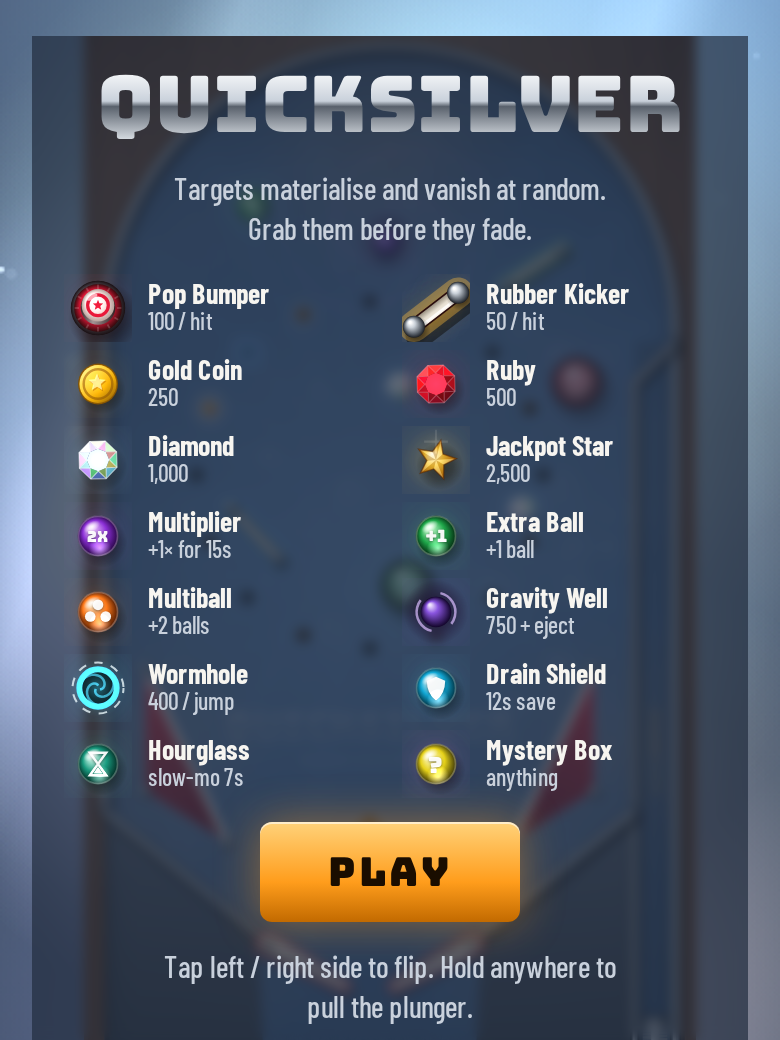 QUICKSILVER
Targets materialise and vanish at random.
Grab them before they fade.
Pop Bumper
100 / hit
Rubber Kicker
50 / hit
Gold Coin
250
Ruby
500
Diamond
1,000
Jackpot Star
2,500
2X
Multiplier
+1× for 15s
+1
Extra Ball
+1 ball
Multiball
+2 balls
Gravity Well
750 + eject
Wormhole
400 / jump
Drain Shield
12s save
Hourglass
slow-mo 7s
?
Mystery Box
anything
PLAY
Tap left / right side to flip. Hold anywhere to
pull the plunger.